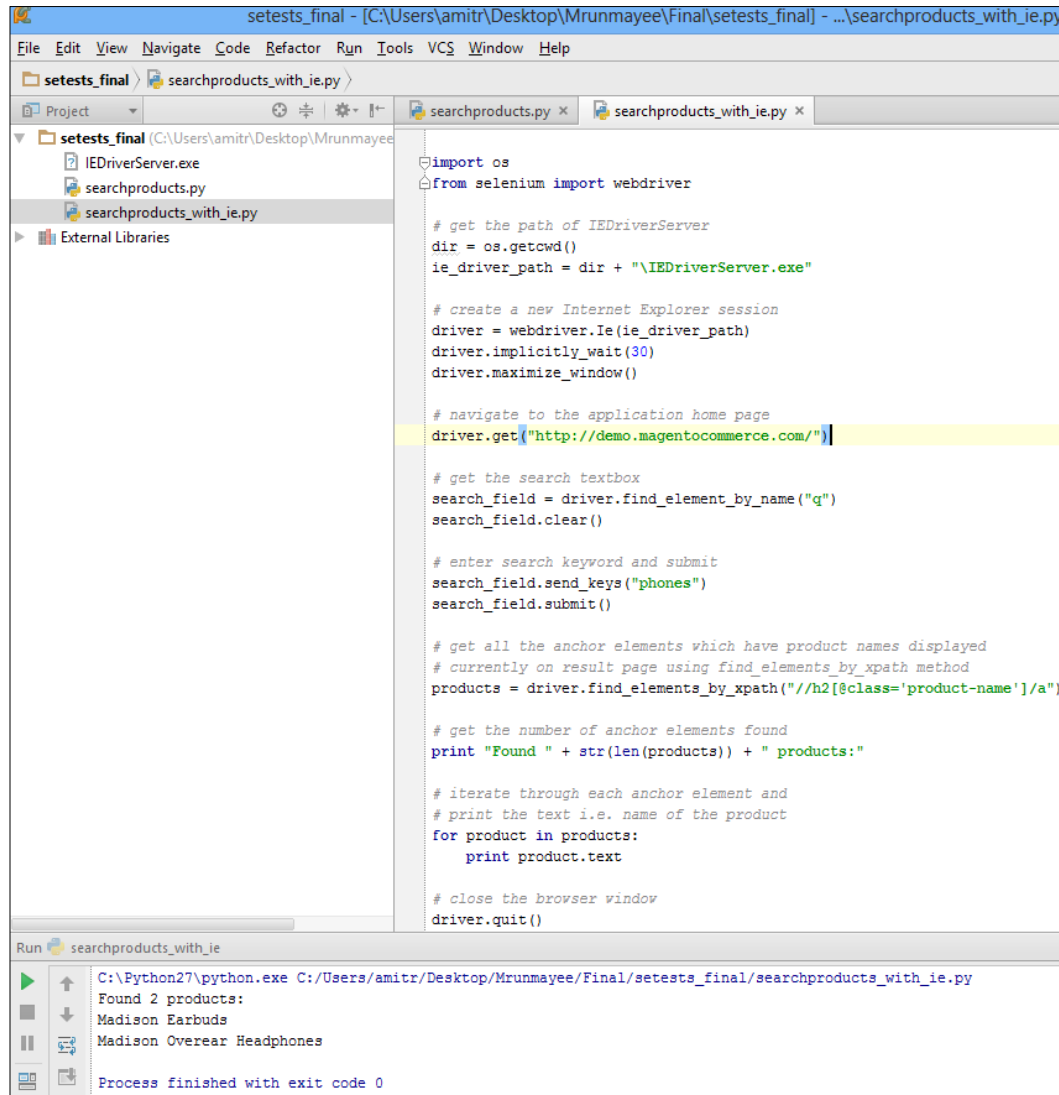 setests_final - [C:\Users\amitr\Desktop\Mrunmayee\Final\setests_final] - ...\searchproducts_with_ie.py
File Edit View Navigate Code Refactor Run Tools VCS Window Help
setests_final searchproducts_with_ie.py
Project
searchproducts.py × searchproducts_with_ie.py ×
setests_final (C:\Users\amitr\Desktop\Mrunmayee
IEDriverServer.exe
searchproducts.py
searchproducts_with_ie.py
External Libraries
import os
from selenium import webdriver
# get the path of IEDriverServer
dir = os.getcwd()
ie_driver_path = dir + "\IEDriverServer.exe"
# create a new Internet Explorer session
driver = webdriver.Ie(ie_driver_path)
driver.implicitly_wait(30)
driver.maximize_window()
# navigate to the application home page
driver.get("http://demo.magentocommerce.com/")
# get the search textbox
search_field = driver.find_element_by_name("q")
search_field.clear()
# enter search keyword and submit
search_field.send_keys("phones")
search_field.submit()
# get all the anchor elements which have product names displayed
# currently on result page using find_elements_by_xpath method
products = driver.find_elements_by_xpath("//h2[@class='product-name']/a")
# get the number of anchor elements found
print "Found " + str(len(products)) + " products:"
# iterate through each anchor element and
# print the text i.e. name of the product
for product in products:
    print product.text
# close the browser window
driver.quit()
Run searchproducts_with_ie
C:\Python27\python.exe C:/Users/amitr/Desktop/Mrunmayee/Final/setests_final/searchproducts_with_ie.py
Found 2 products:
Madison Earbuds
Madison Overear Headphones
Process finished with exit code 0